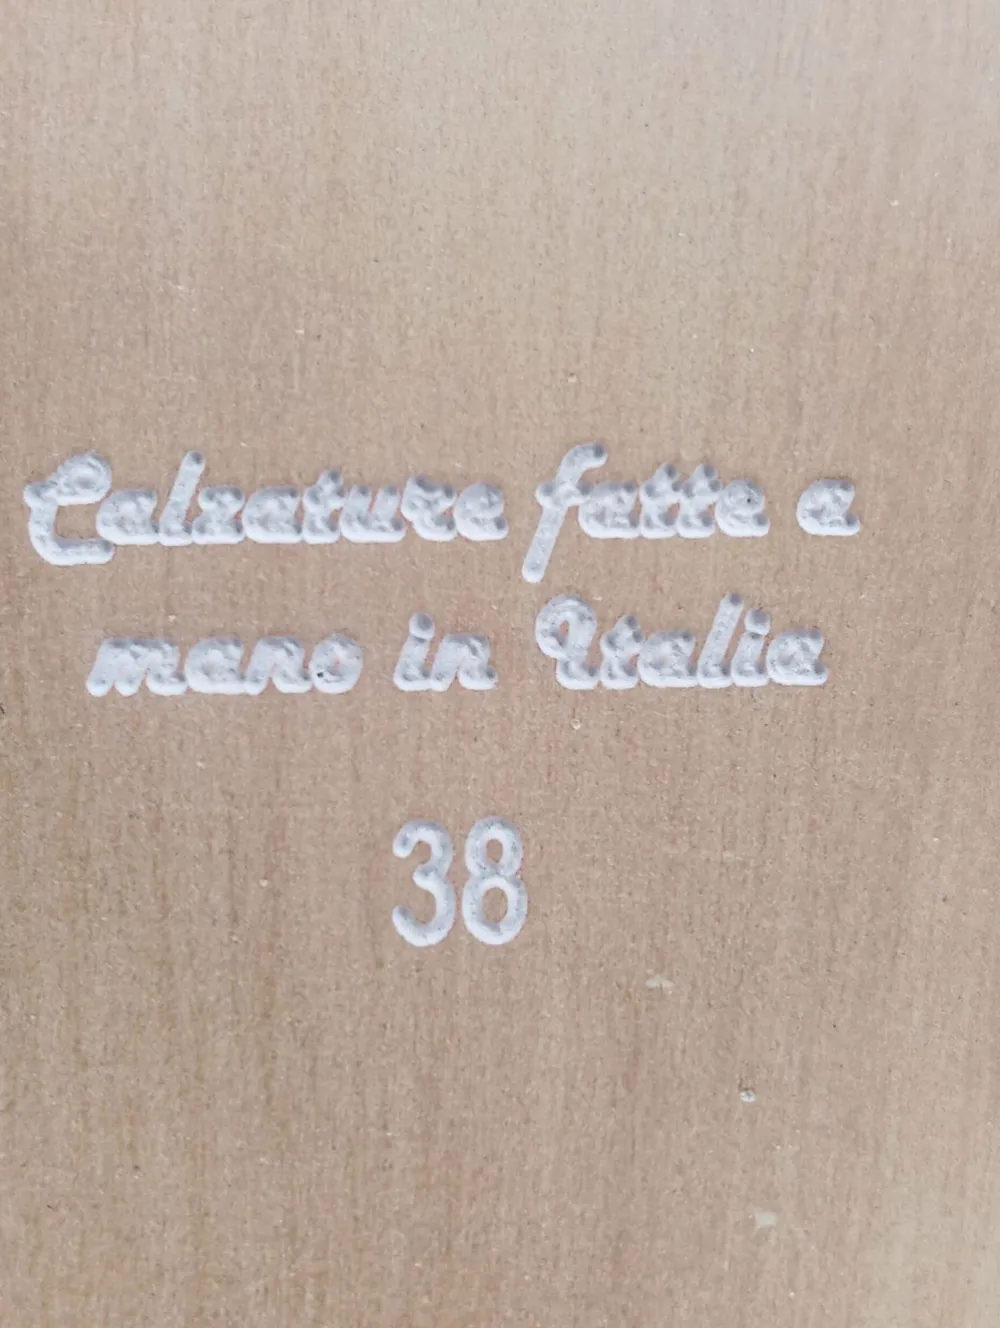 Calzature fatte a
mano in Italia
38